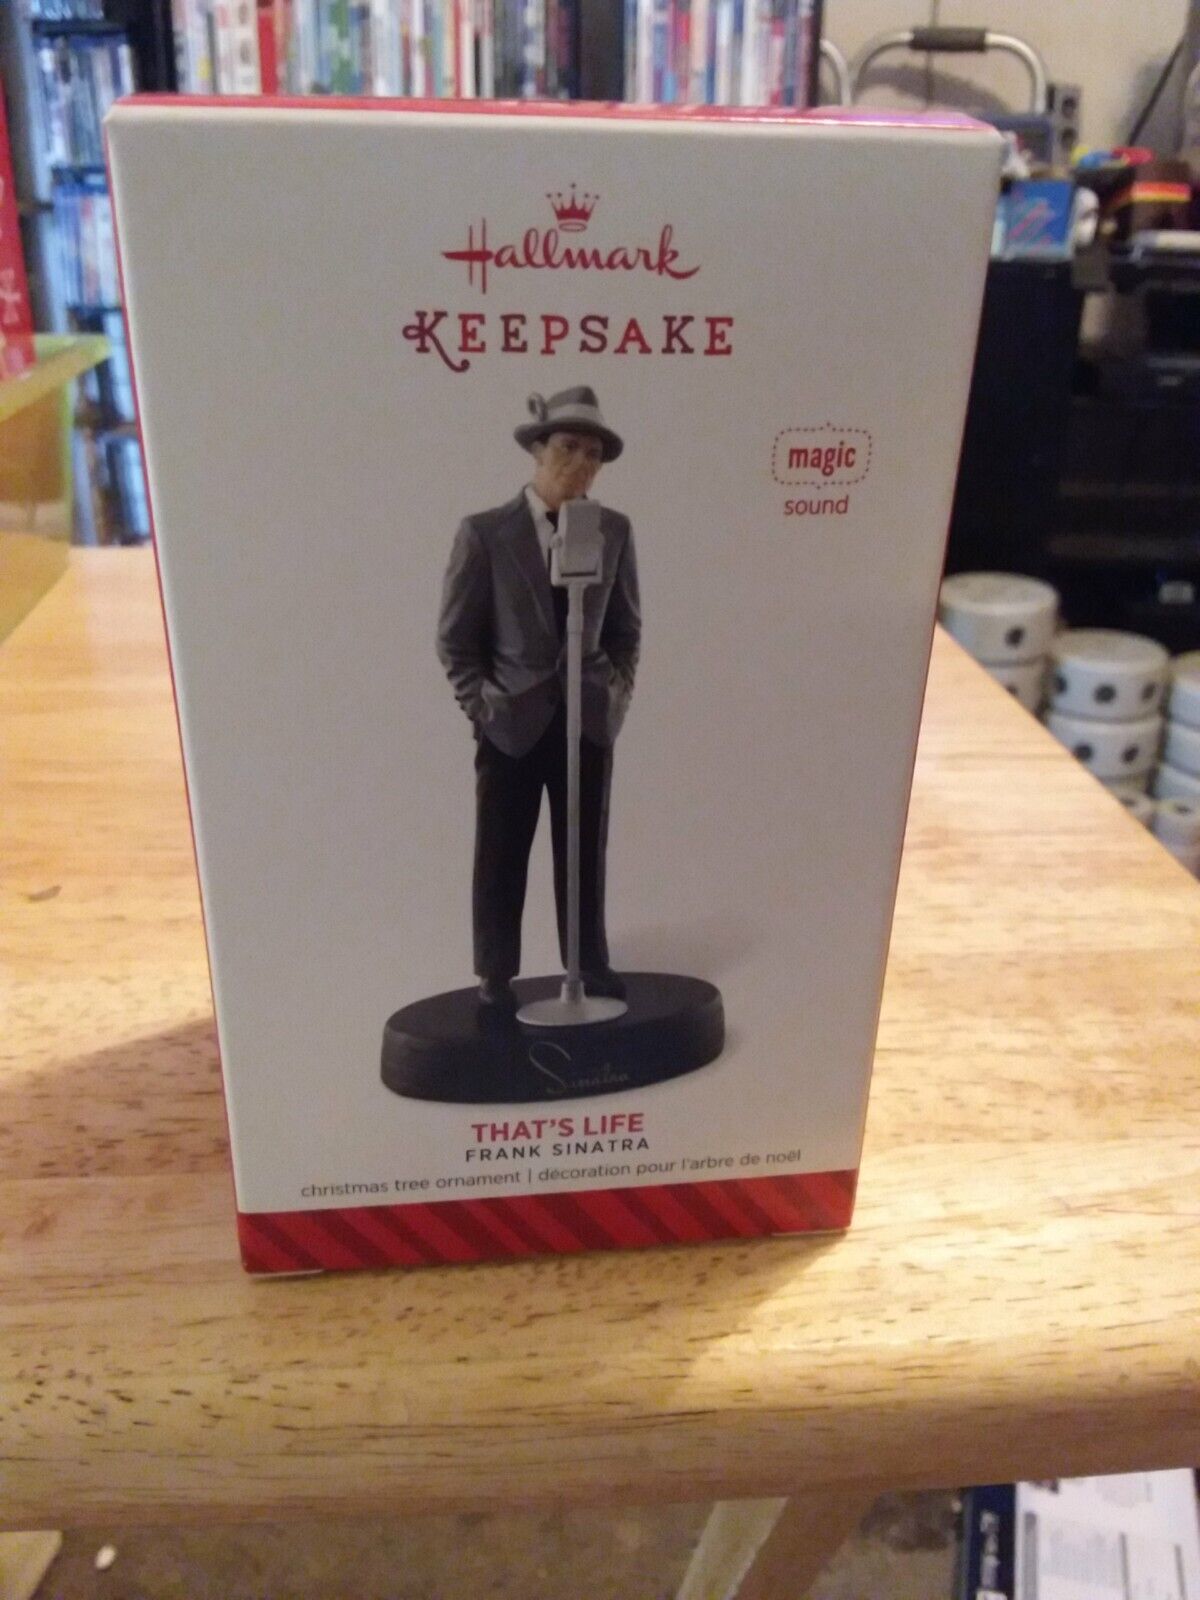 Hallmark
KEEPSAKE
magic
sound
Sinatra
THAT'S LIFE
FRANK SINATRA
christmas tree ornament | décoration pour l'arbre de noël